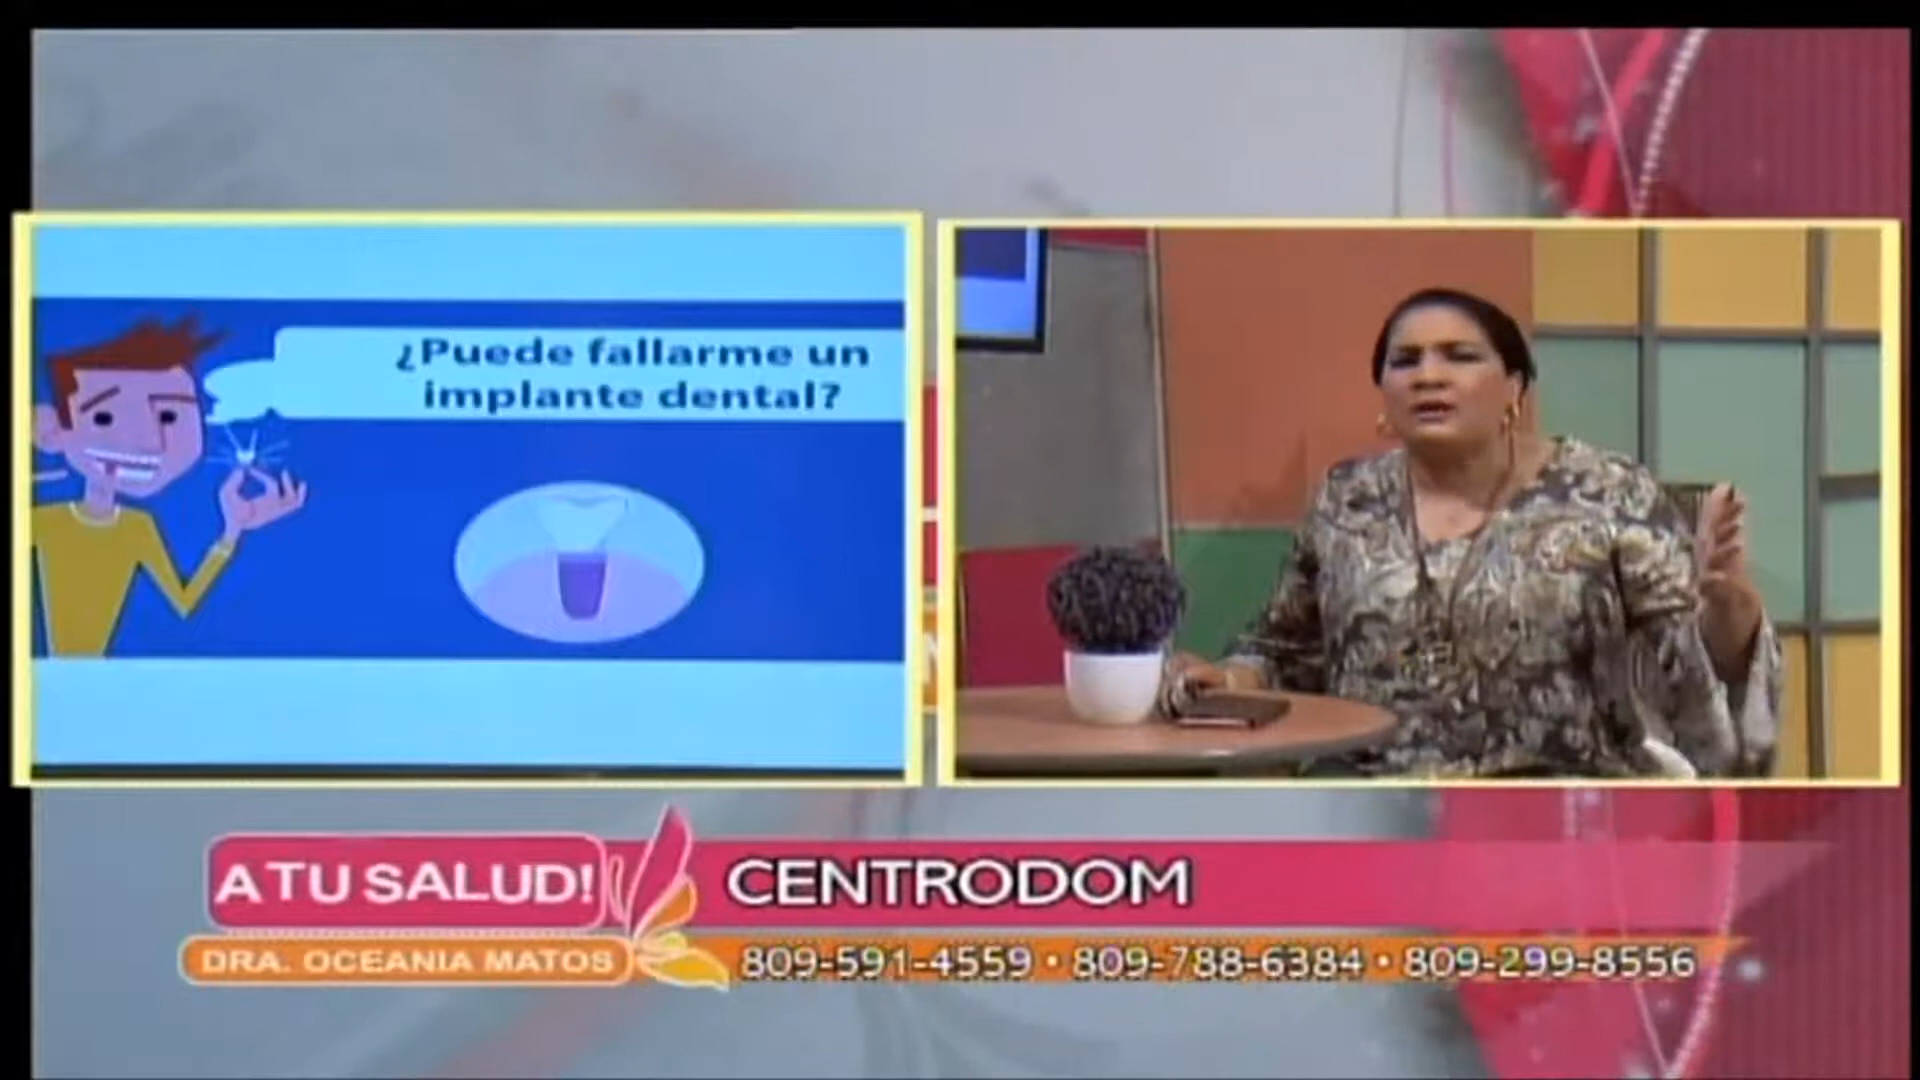 ¿Puede fallarme un
implante dental?
A TU SALUD!
CENTRODOM
DRA. OCEANIA MATOS
809-591-4559 • 809-788-6384 • 809-299-8556